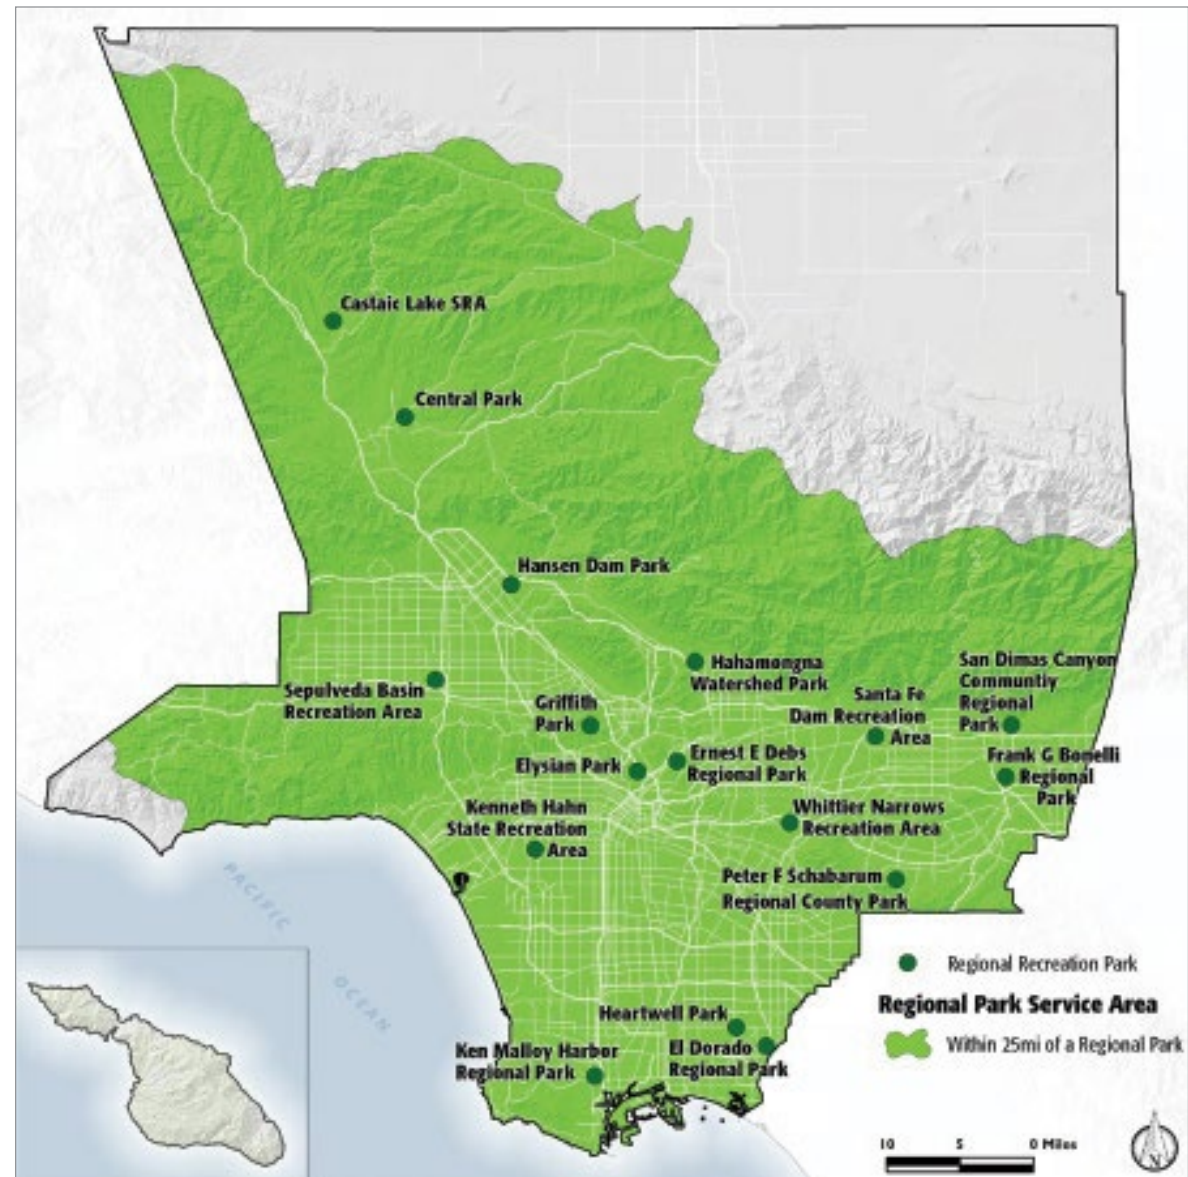 Castaic Lake SRA
Central Park
Hansen Dam Park
Hahamongna
Watershed Park
San Dimas Canyon
Communtiy
Regional
Park
Sepulveda Basin
Recreation Area
Griffith
Park
Santa Fe
Dam Recreation
Area
Elysian Park
Ernest E Debs
Regional Park
Frank G Bonelli
Regional
Park
Kenneth Hahn
State Recreation
Area
Whittier Narrows
Recreation Area
Peter F Schabarum
Regional County Park
PACIFIC
OCEAN
Heartwell Park
El Dorado
Regional Park
Ken Malloy Harbor
Regional Park
Regional Recreation Park
Regional Park Service Area
Within 25mi of a Regional Park
10 5 0 Miles
N